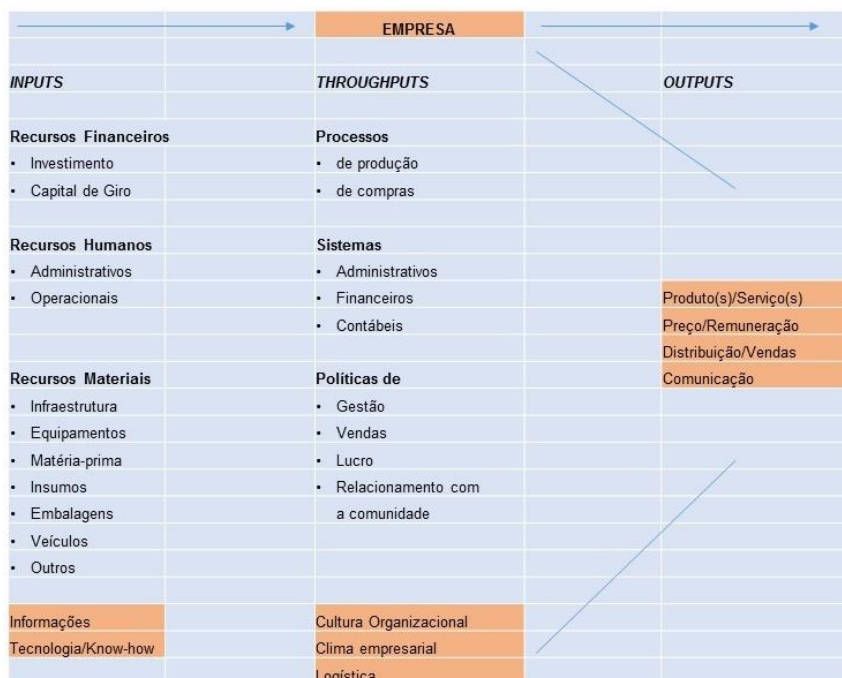 EMPRESA
INPUTS
THROUGHPUTS
OUTPUTS
Recursos Financeiros
• Investimento
• Capital de Giro
Recursos Humanos
• Administrativos
• Operacionais
Recursos Materiais
• Infraestrutura
• Equipamentos
• Matéria-prima
• Insumos
• Embalagens
• Veículos
• Outros
Informações
Tecnologia/Know-how
Processos
• de produção
• de compras
Sistemas
• Administrativos
• Financeiros
• Contábeis
Políticas de
• Gestão
• Vendas
• Lucro
• Relacionamento com
a comunidade
Cultura Organizacional
Clima empresarial
Logística
Produto(s)/Serviço(s)
Preço/Remuneração
Distribuição/Vendas
Comunicação